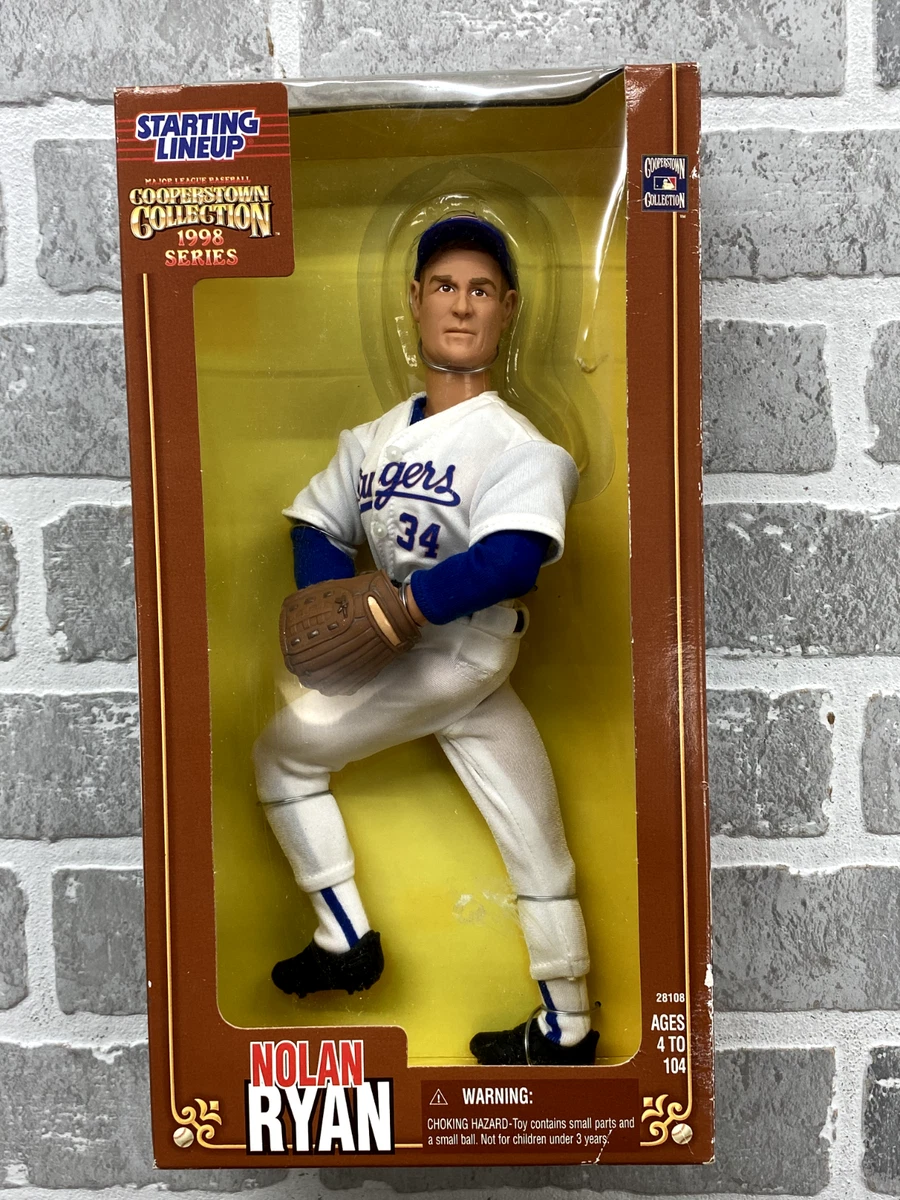 STARTING
LINEUP
MAJOR LEAGUE BASEBALL
COOPERSTOWN
COLLECTION
1998
SERIES
COOPERSTOWN
COLLECTION
gers
34
28108
AGES
4 TO
104
NOLAN
RYAN
⚠ WARNING:
CHOKING HAZARD-Toy contains small parts and
a small ball. Not for children under 3 years.